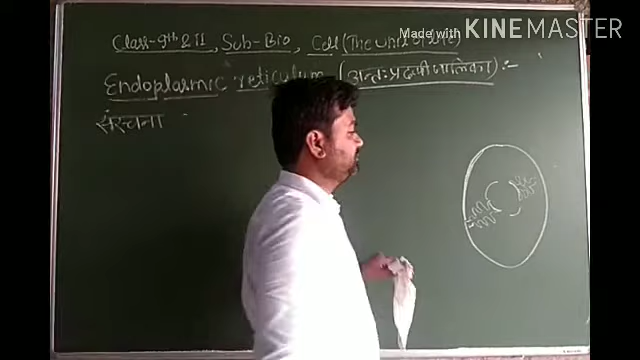 Made with KINEMASTER
Class-9th & 11, Sub-Bio, Cell (The Unit of life)
Endoplasmic reticulum (अन्तः प्रद्रव्यी जालिका) :-
संरचना -